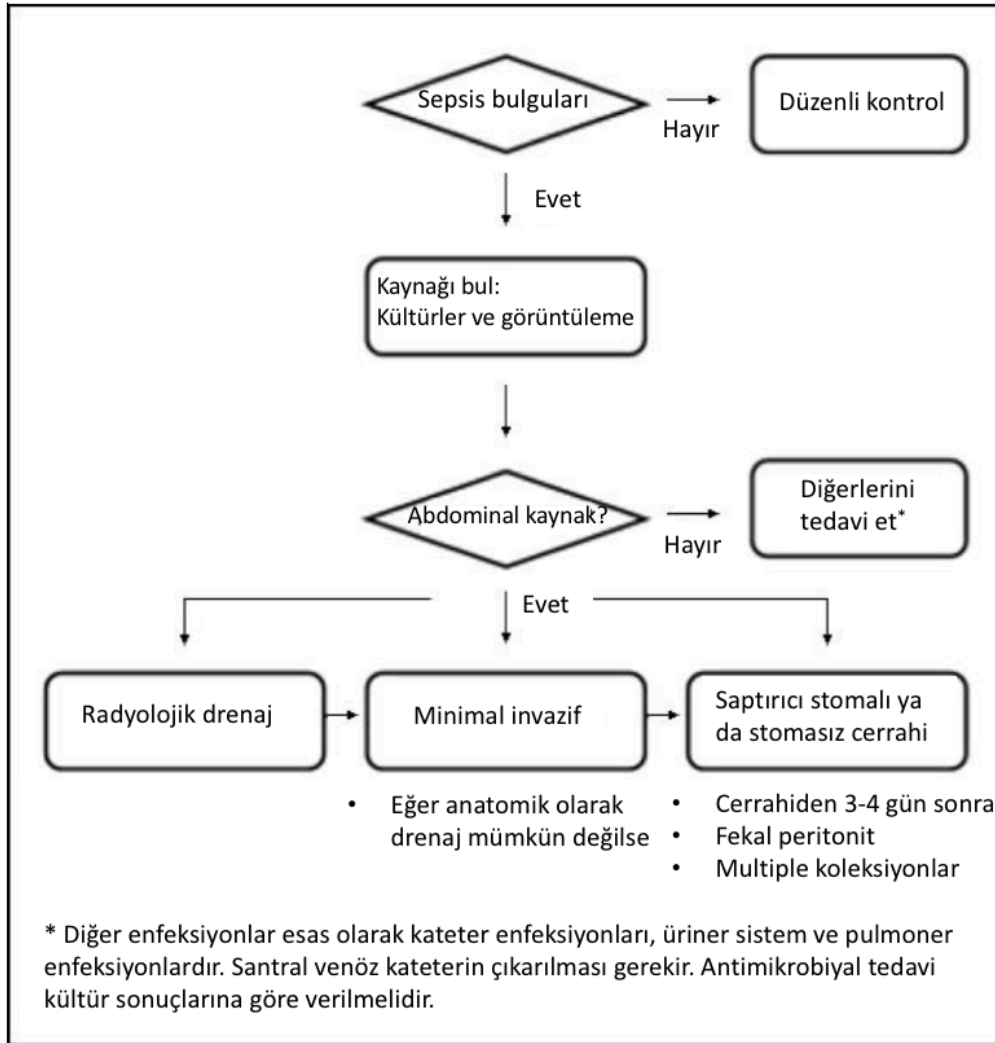 Sepsis bulguları
Hayır
Düzenli kontrol
Evet
Kaynağı bul:
Kültürler ve görüntüleme
Abdominal kaynak?
Hayır
Diğerlerini
tedavi et*
Evet
Radyolojik drenaj
Minimal invazif
Saptırıcı stomalı ya
da stomasız cerrahi
• Eğer anatomik olarak
drenaj mümkün değilse
• Cerrahiden 3-4 gün sonra
• Fekal peritonit
• Multiple koleksiyonlar
* Diğer enfeksiyonlar esas olarak kateter enfeksiyonları, üriner sistem ve pulmoner
enfeksiyonlardır. Santral venöz kateterin çıkarılması gerekir. Antimikrobiyal tedavi
kültür sonuçlarına göre verilmelidir.